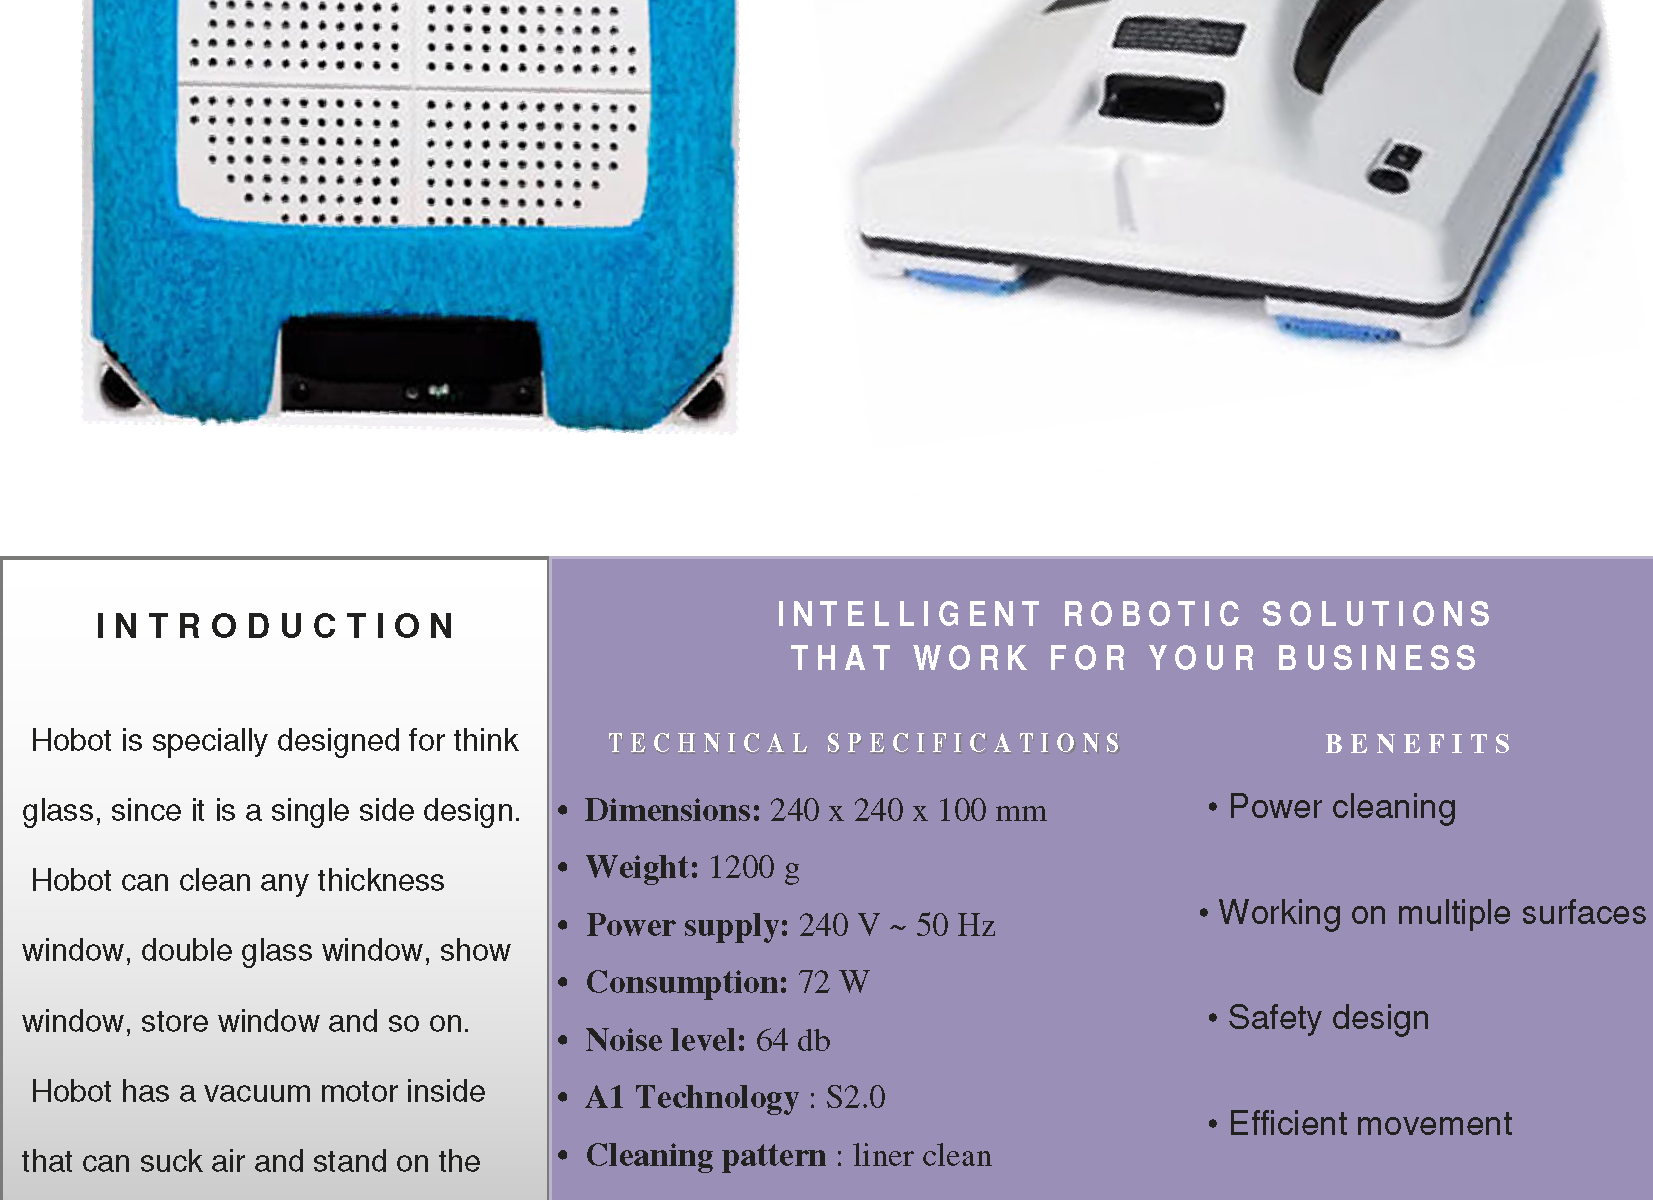 INTRODUCTION
Hobot is specially designed for think
glass, since it is a single side design.
Hobot can clean any thickness
window, double glass window, show
window, store window and so on.
Hobot has a vacuum motor inside
that can suck air and stand on the
INTELLIGENT ROBOTIC SOLUTIONS
THAT WORK FOR YOUR BUSINESS
TECHNICAL SPECIFICATIONS
• Dimensions: 240 x 240 x 100 mm
• Weight: 1200 g
• Power supply: 240 V ~ 50 Hz
• Consumption: 72 W
• Noise level: 64 db
• A1 Technology : S2.0
• Cleaning pattern : liner clean
BENEFITS
• Power cleaning
• Working on multiple surfaces
• Safety design
• Efficient movement